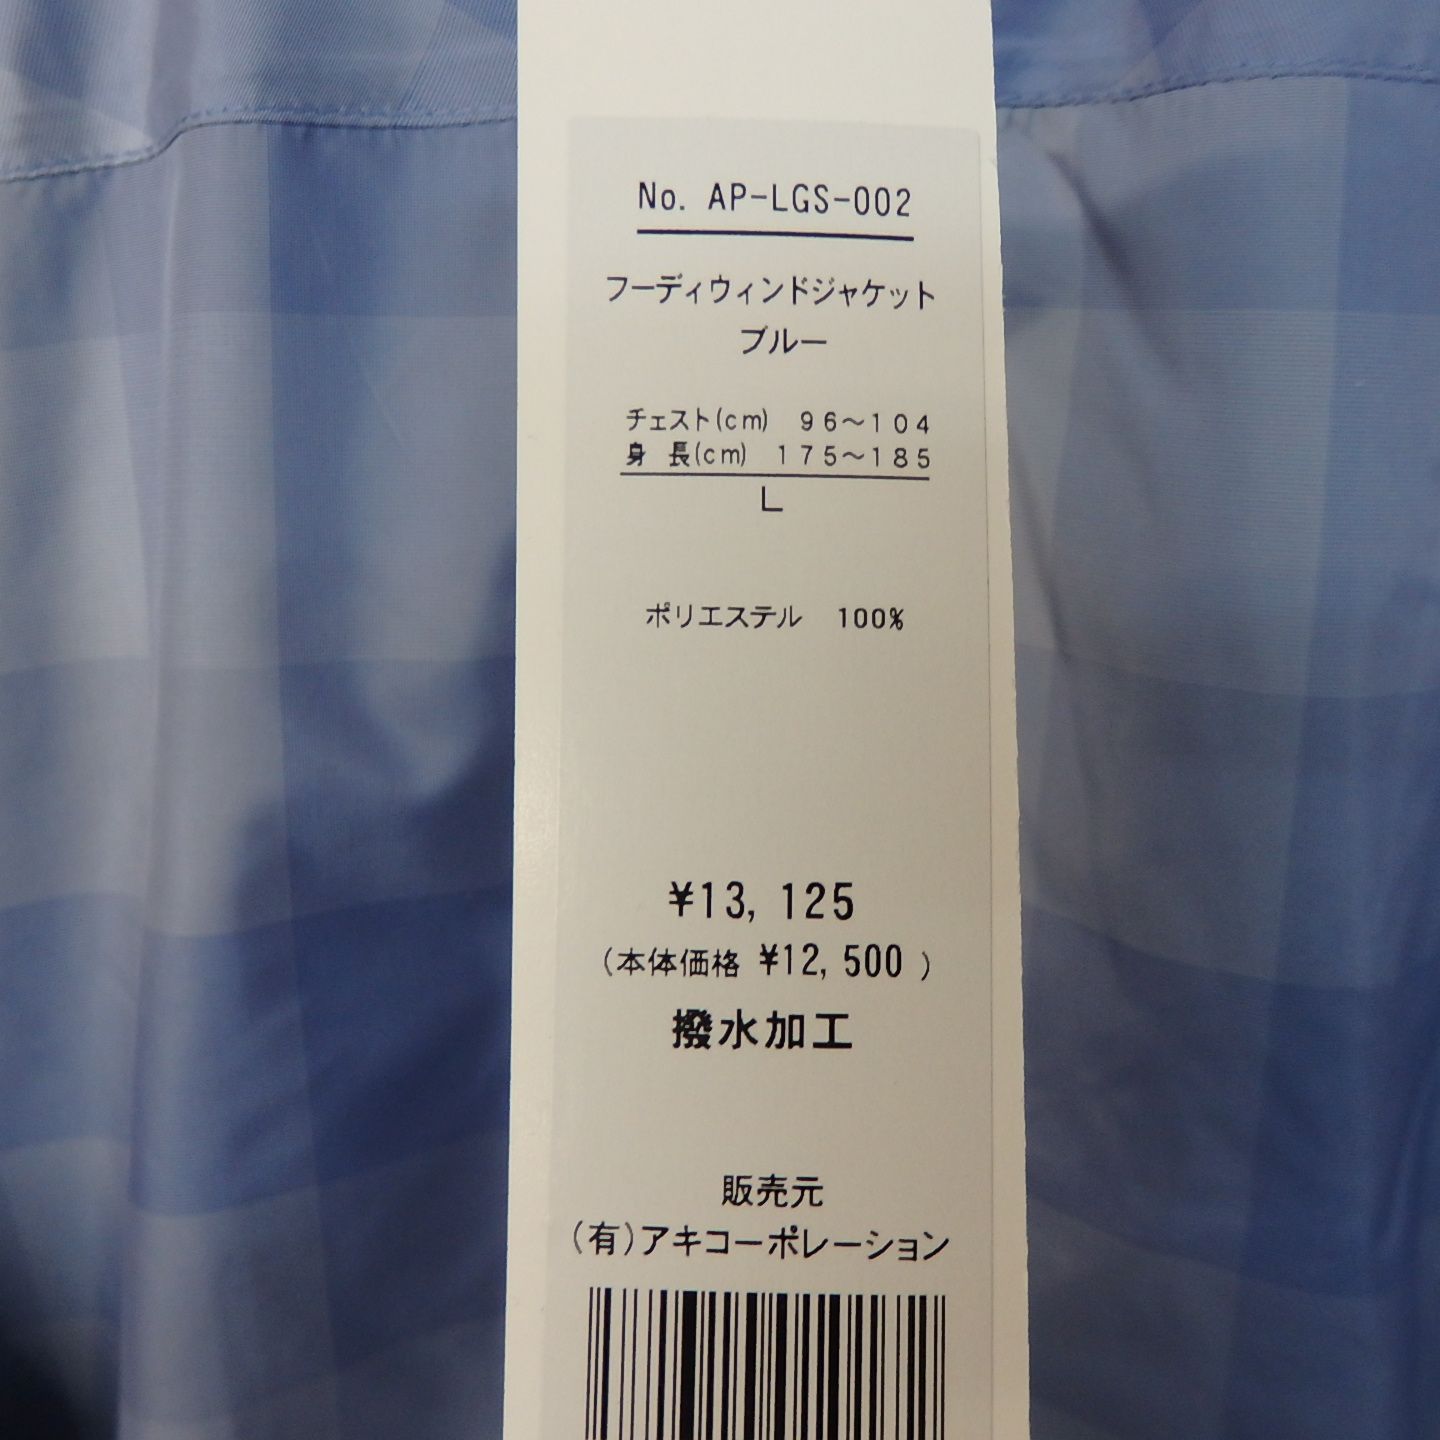 No. AP-LGS-002
フーディウィンドジャケット
ブルー
チェスト(cm) 96〜104
身 長(cm) 175〜185
L
ポリエステル 100%
¥13,125
(本体価格 ¥12,500 )
撥水加工
販売元
(有)アキコーポレーション